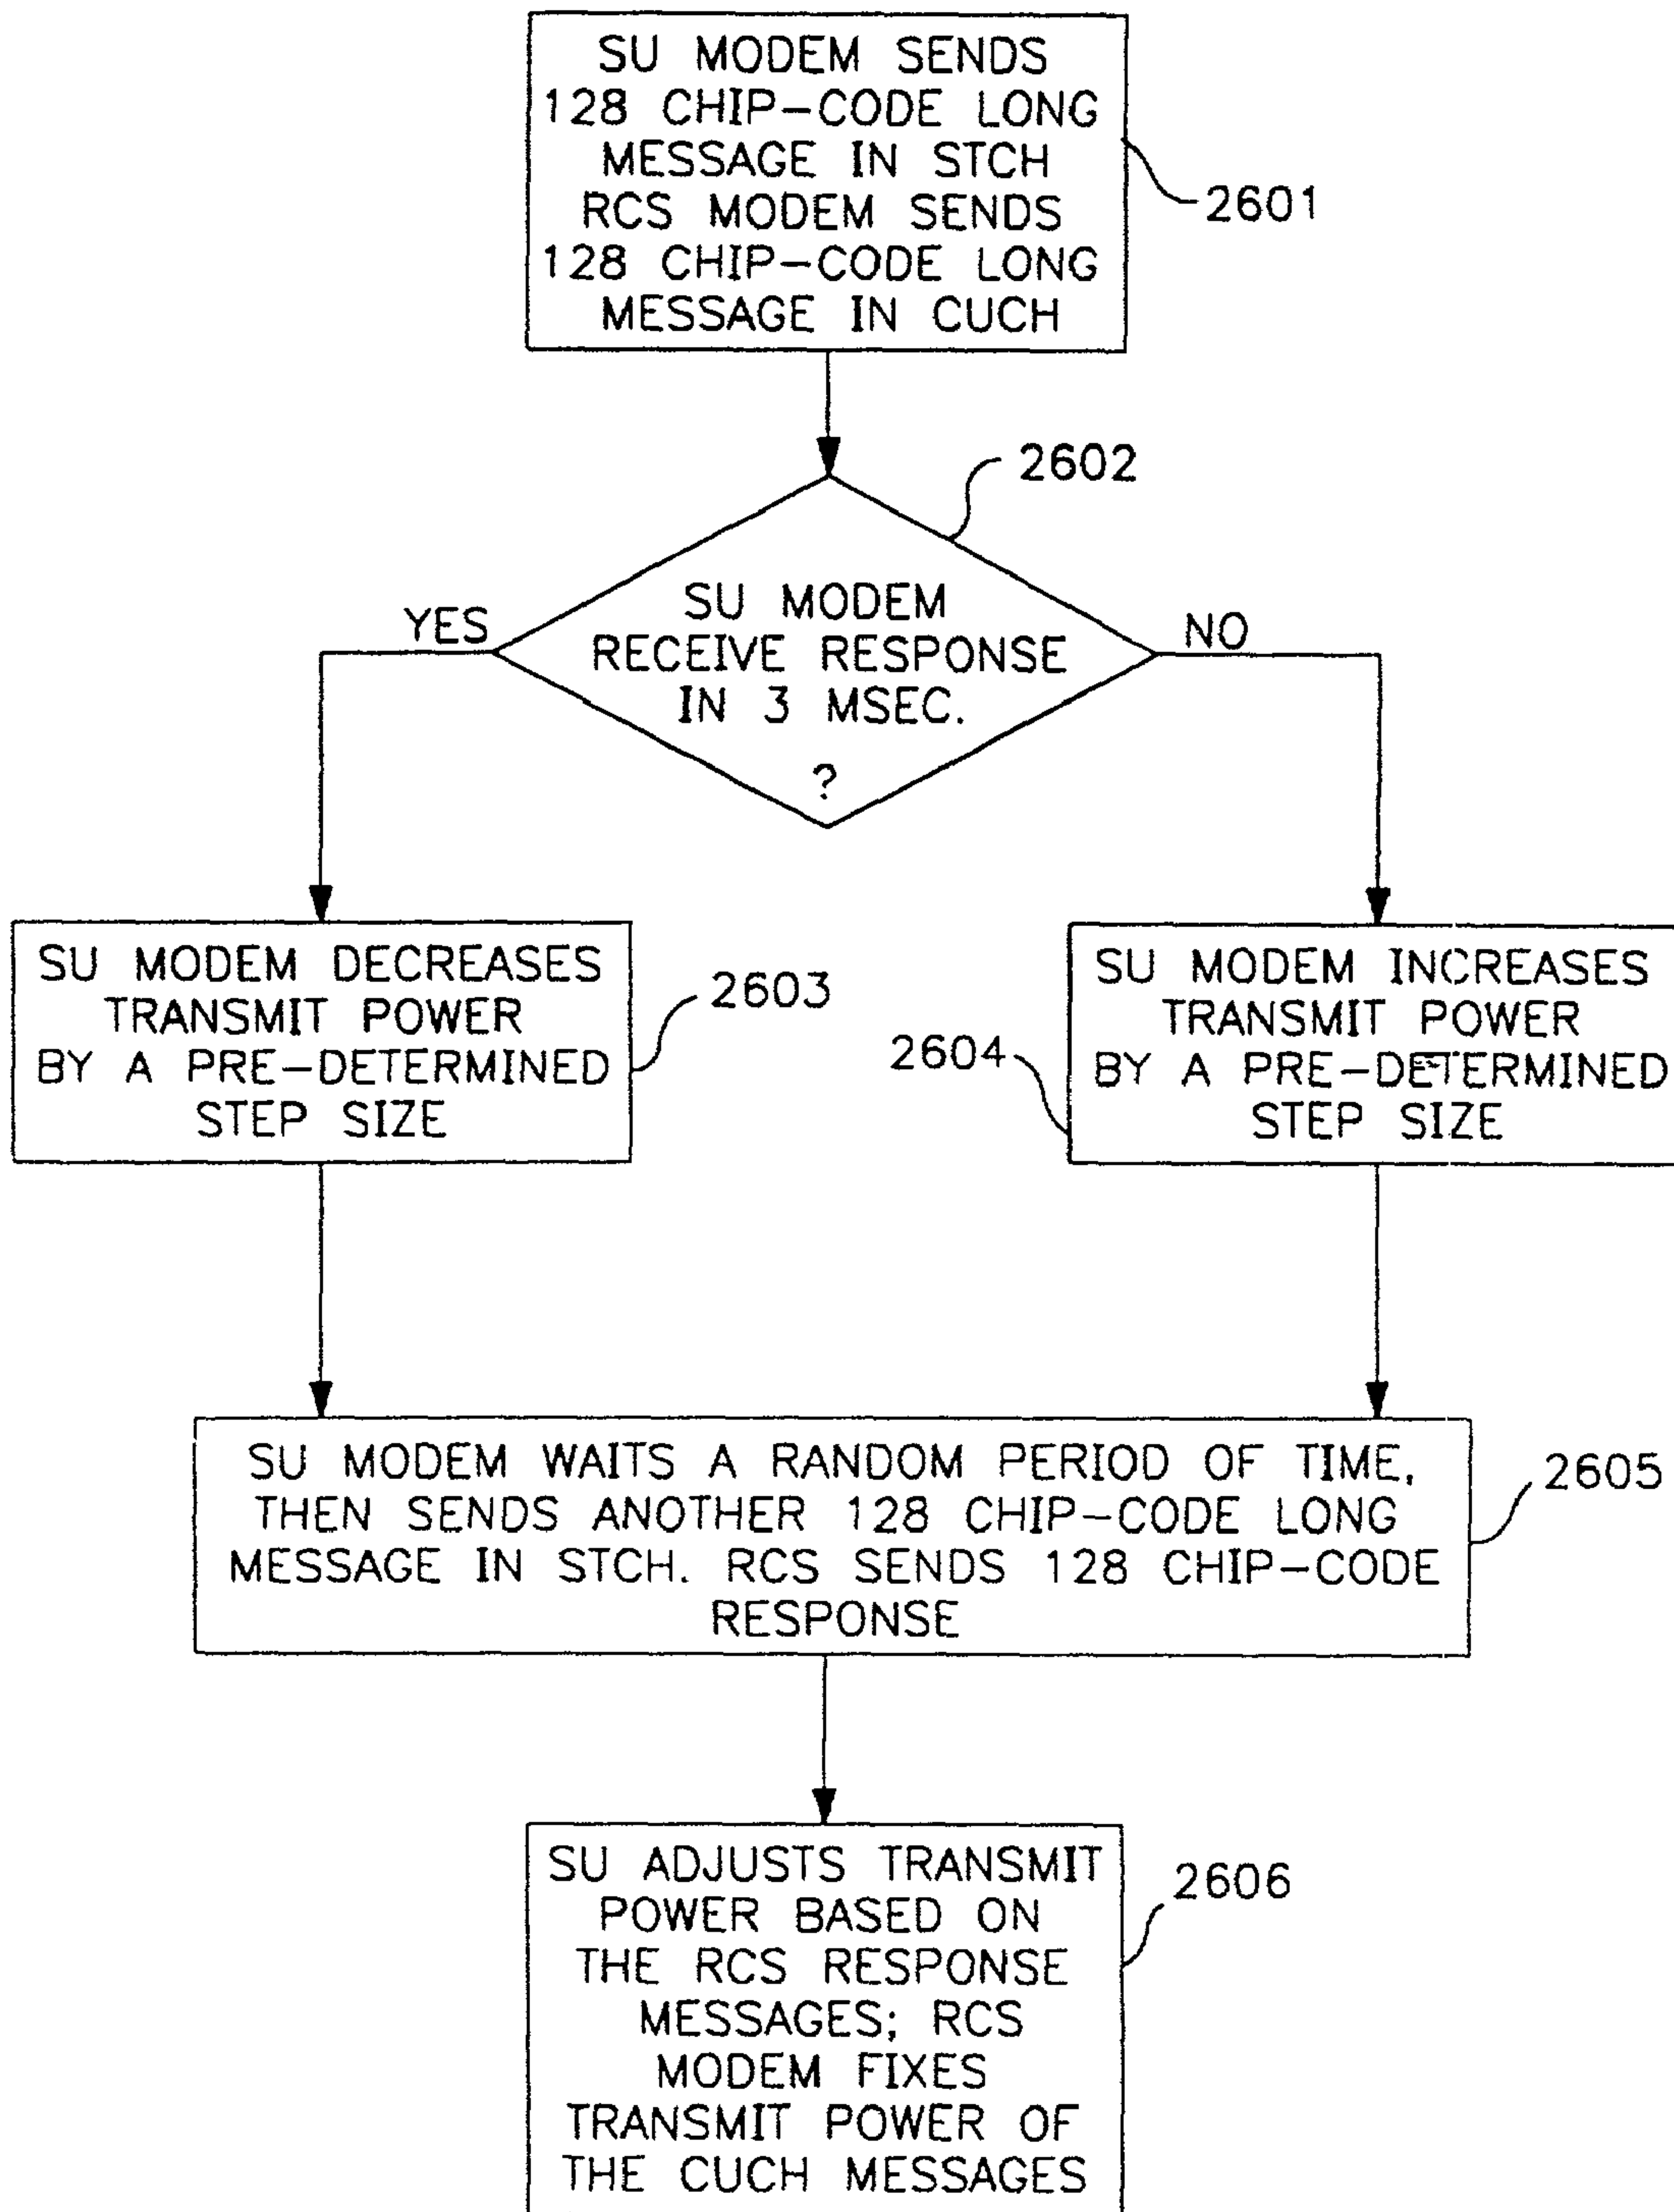 SU MODEM SENDS
128 CHIP-CODE LONG
MESSAGE IN STCH
RCS MODEM SENDS
128 CHIP-CODE LONG
MESSAGE IN CUCH
2601
2602
SU MODEM
RECEIVE RESPONSE
IN 3 MSEC.
?
YES
NO
SU MODEM DECREASES
TRANSMIT POWER
BY A PRE-DETERMINED
STEP SIZE
2603
SU MODEM INCREASES
TRANSMIT POWER
BY A PRE-DETERMINED
STEP SIZE
2604
SU MODEM WAITS A RANDOM PERIOD OF TIME,
THEN SENDS ANOTHER 128 CHIP-CODE LONG
MESSAGE IN STCH. RCS SENDS 128 CHIP-CODE
RESPONSE
2605
SU ADJUSTS TRANSMIT
POWER BASED ON
THE RCS RESPONSE
MESSAGES; RCS
MODEM FIXES
TRANSMIT POWER OF
THE CUCH MESSAGES
2606